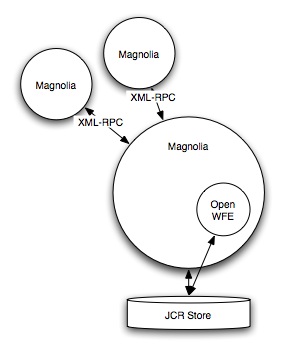 Magnolia
Magnolia
XML-RPC
XML-RPC
Magnolia
Open
WFE
JCR Store